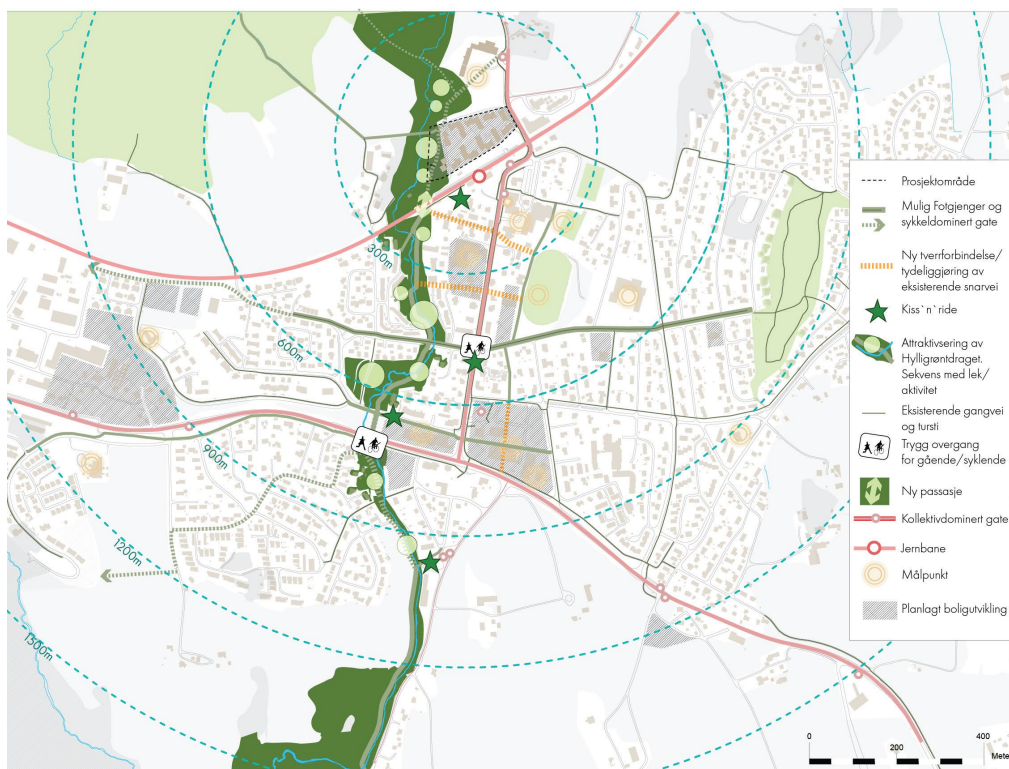 300m
600m
900m
1200m
1500m
Prosjektområde
Mulig Fotgjenger og
sykkeldominert gate
Ny tverrforbindelse/
tydeliggjøring av
eksisterende snarvei
Kiss`n`ride
Attraktivsering av
Hylligrøntdraget.
Sekvens med lek/
aktivitet
Eksisterende gangvei
og tursti
Trygg overgang
for gående/syklende
Ny passasje
Kollektivdominert gate
Jernbane
Målpunkt
Planlagt boligutvikling
0 200 400
Mete